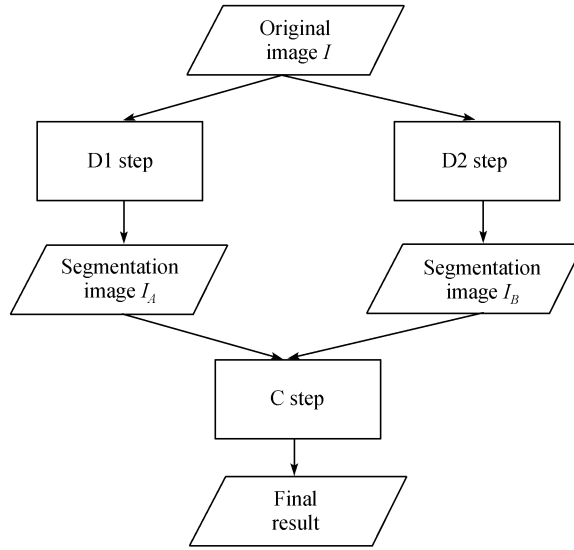 Original
image I
D1 step
D2 step
Segmentation
image I_A
Segmentation
image I_B
C step
Final
result